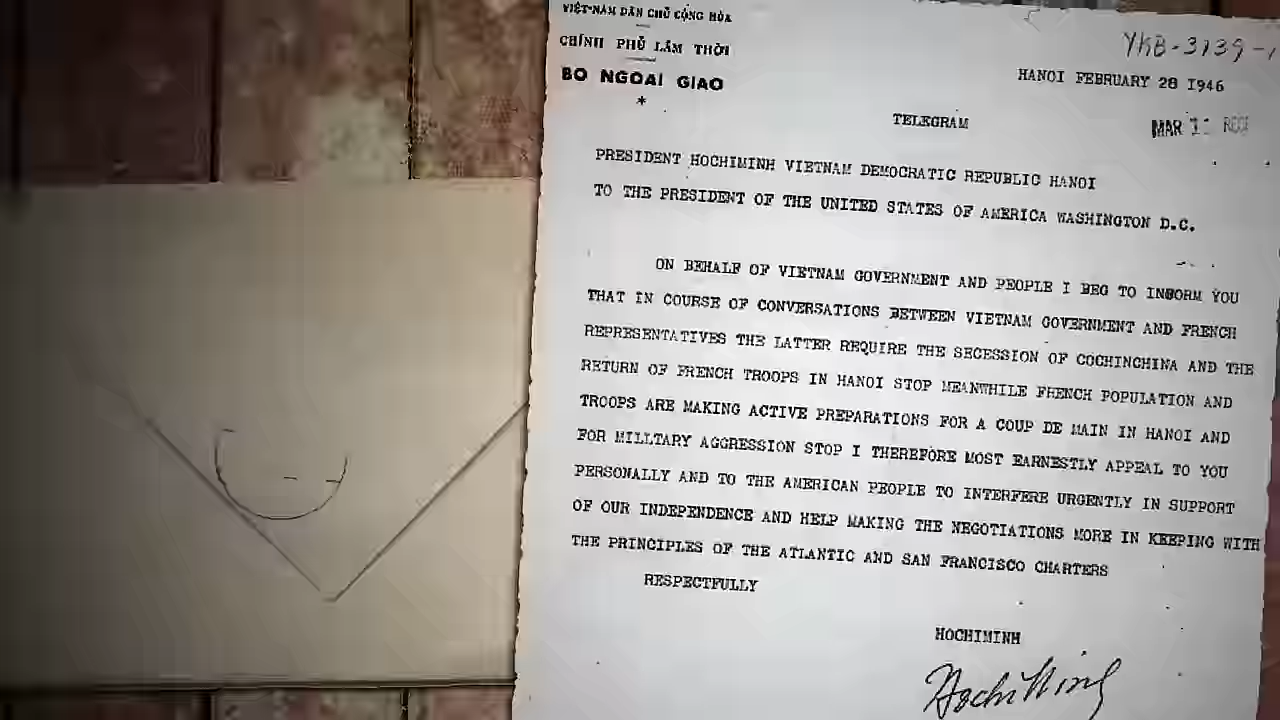 VIỆT-NAM DÂN CHỦ CỘNG HÒA
CHÍNH PHỦ LÂM THỜI
BO NGOAI GIAO
*
YKB-3739-1
HANOI FEBRUARY 28 1946
TELEGRAM
MAR 11 REC'D
PRESIDENT HOCHIMINH VIETNAM DEMOCRATIC REPUBLIC HANOI
TO THE PRESIDENT OF THE UNITED STATES OF AMERICA WASHINGTON D.C.
ON BEHALF OF VIETNAM GOVERNMENT AND PEOPLE I BEG TO INFORM YOU
THAT IN COURSE OF CONVERSATIONS BETWEEN VIETNAM GOVERNMENT AND FRENCH
REPRESENTATIVES THE LATTER REQUIRE THE SECESSION OF COCHINCHINA AND THE
RETURN OF FRENCH TROOPS IN HANOI STOP MEANWHILE FRENCH POPULATION AND
TROOPS ARE MAKING ACTIVE PREPARATIONS FOR A COUP DE MAIN IN HANOI AND
FOR MILITARY AGGRESSION STOP I THEREFORE MOST EARNESTLY APPEAL TO YOU
PERSONALLY AND TO THE AMERICAN PEOPLE TO INTERFERE URGENTLY IN SUPPORT
OF OUR INDEPENDENCE AND HELP MAKING THE NEGOTIATIONS MORE IN KEEPING WITH
THE PRINCIPLES OF THE ATLANTIC AND SAN FRANCISCO CHARTERS
RESPECTFULLY
HOCHIMINH
HochiMinh